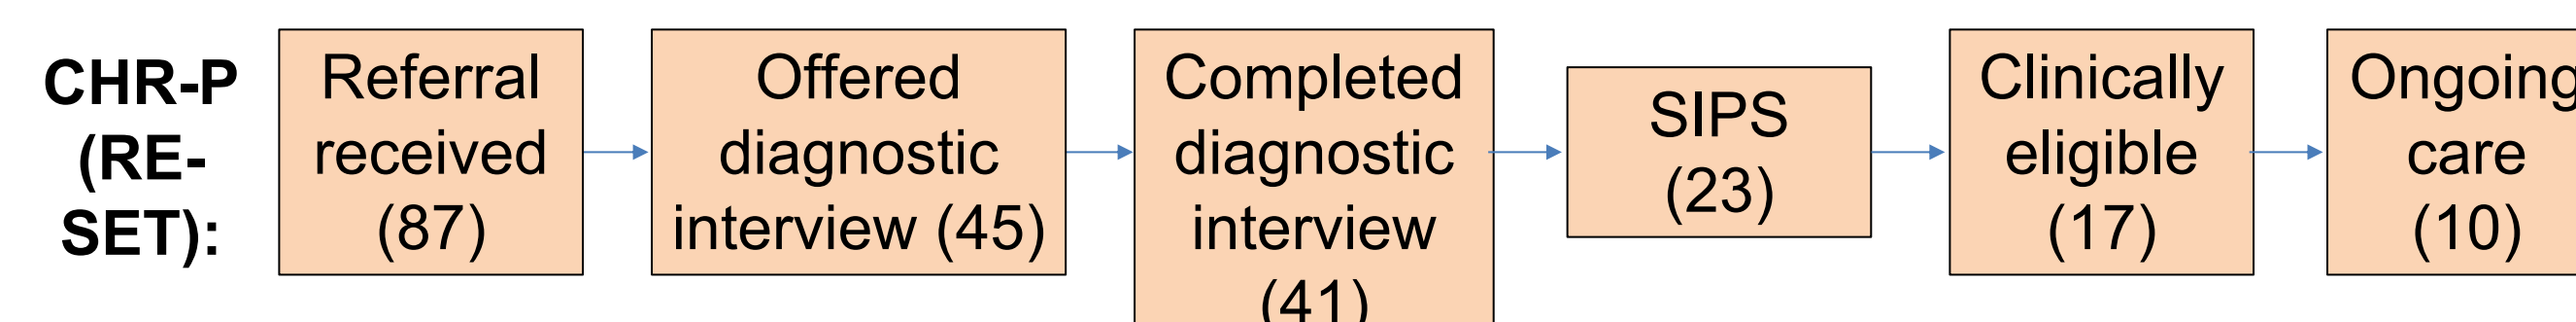 CHR-P
(RE-
SET):
Referral
received
(87)
Offered
diagnostic
interview (45)
Completed
diagnostic
interview
(41)
SIPS
(23)
Clinically
eligible
(17)
Ongoing
care
(10)